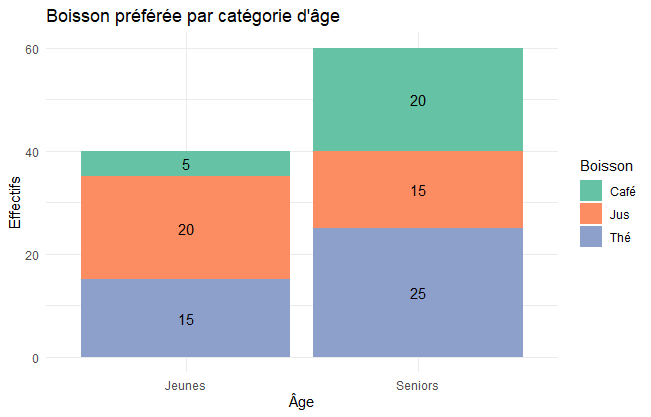 Boisson préférée par catégorie d'âge
60
40
20
0
Effectifs
20
5
15
20
25
15
Jeunes
Seniors
Âge
Boisson
Café
Jus
Thé